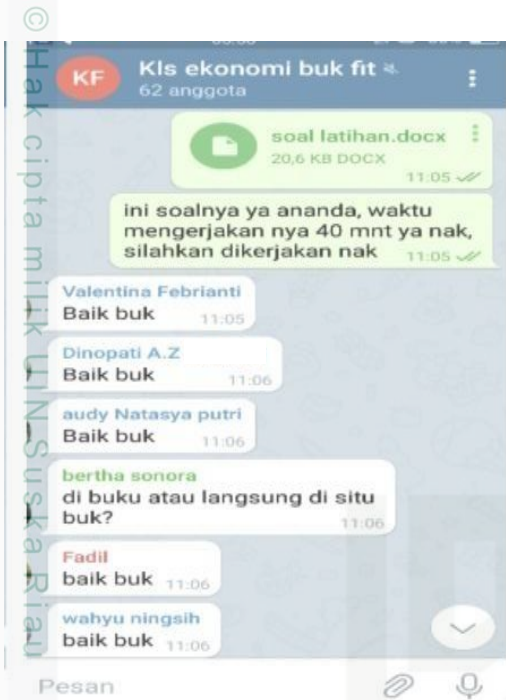 © Hak cipta milik UIN Suska Riau
KF
Kls ekonomi buk fit
62 anggota
soal latihan.docx
20,6 KB DOCX
11:05
ini soalnya ya ananda, waktu
mengerjakan nya 40 mnt ya nak,
silahkan dikerjakan nak 11:05
Valentina Febrianti
Baik buk 11:05
Dinopati A.Z
Baik buk 11:06
audy Natasya putri
Baik buk 11:06
bertha sonora
di buku atau langsung di situ
buk? 11:06
Fadil
baik buk 11:06
wahyu ningsih
baik buk 11:06
Pesan